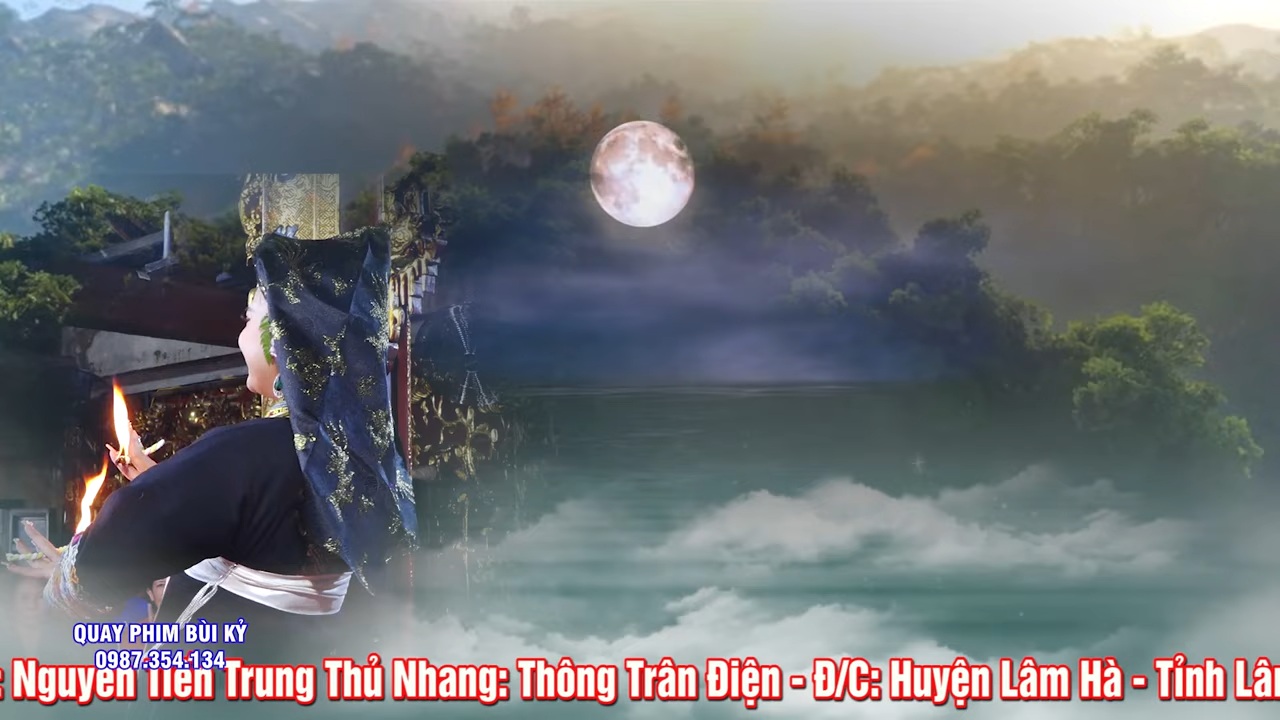 QUAY PHIM BÙI KỶ
0987.354.134
: Nguyễn Tiến Trung Thủ Nhang: Thông Trân Điện - Đ/C: Huyện Lâm Hà - Tỉnh Lâ